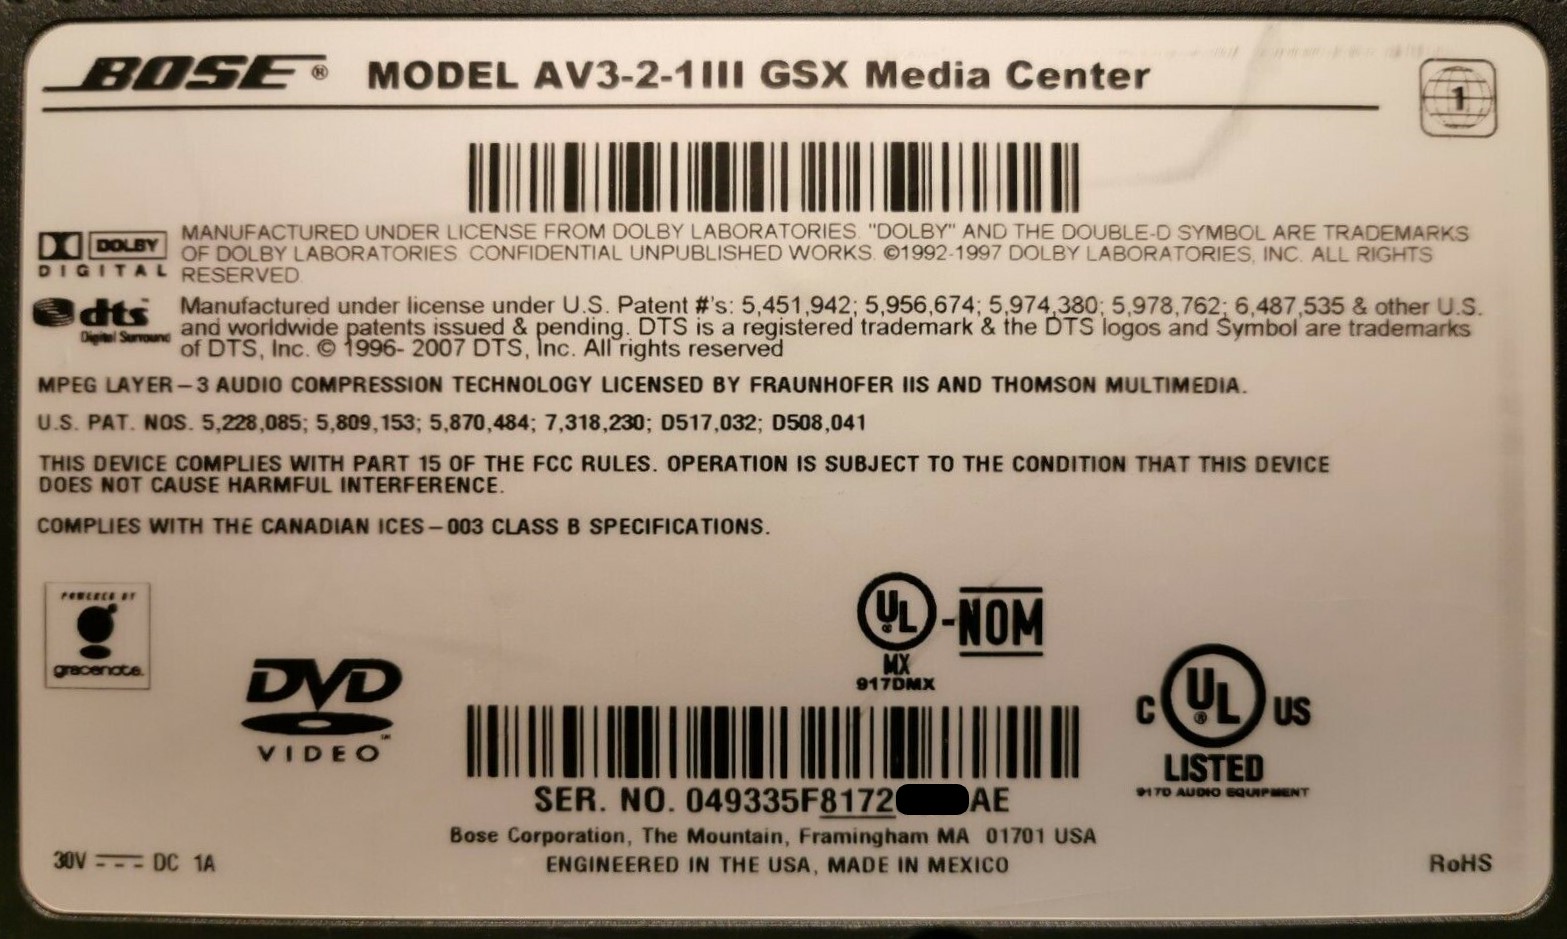 BOSE® MODEL AV3-2-1III GSX Media Center
1
DOLBY
DIGITAL
MANUFACTURED UNDER LICENSE FROM DOLBY LABORATORIES. "DOLBY" AND THE DOUBLE-D SYMBOL ARE TRADEMARKS
OF DOLBY LABORATORIES. CONFIDENTIAL UNPUBLISHED WORKS. ©1992-1997 DOLBY LABORATORIES, INC. ALL RIGHTS
RESERVED.
dts™
Digital Surround
Manufactured under license under U.S. Patent #'s: 5,451,942; 5,956,674; 5,974,380; 5,978,762; 6,487,535 & other U.S.
and worldwide patents issued & pending. DTS is a registered trademark & the DTS logos and Symbol are trademarks
of DTS, Inc. © 1996- 2007 DTS, Inc. All rights reserved
MPEG LAYER–3 AUDIO COMPRESSION TECHNOLOGY LICENSED BY FRAUNHOFER IIS AND THOMSON MULTIMEDIA.
U.S. PAT. NOS. 5,228,085; 5,809,153; 5,870,484; 7,318,230; D517,032; D508,041
THIS DEVICE COMPLIES WITH PART 15 OF THE FCC RULES. OPERATION IS SUBJECT TO THE CONDITION THAT THIS DEVICE
DOES NOT CAUSE HARMFUL INTERFERENCE.
COMPLIES WITH THE CANADIAN ICES–003 CLASS B SPECIFICATIONS.
POWERED BY
gracenote.
DVD
VIDEO™
UL®-NOM
MX
917DMX
C UL® US
LISTED
917D AUDIO EQUIPMENT
SER. NO. 049335F8172 AE
Bose Corporation, The Mountain, Framingham MA 01701 USA
ENGINEERED IN THE USA, MADE IN MEXICO
30V DC 1A
RoHS